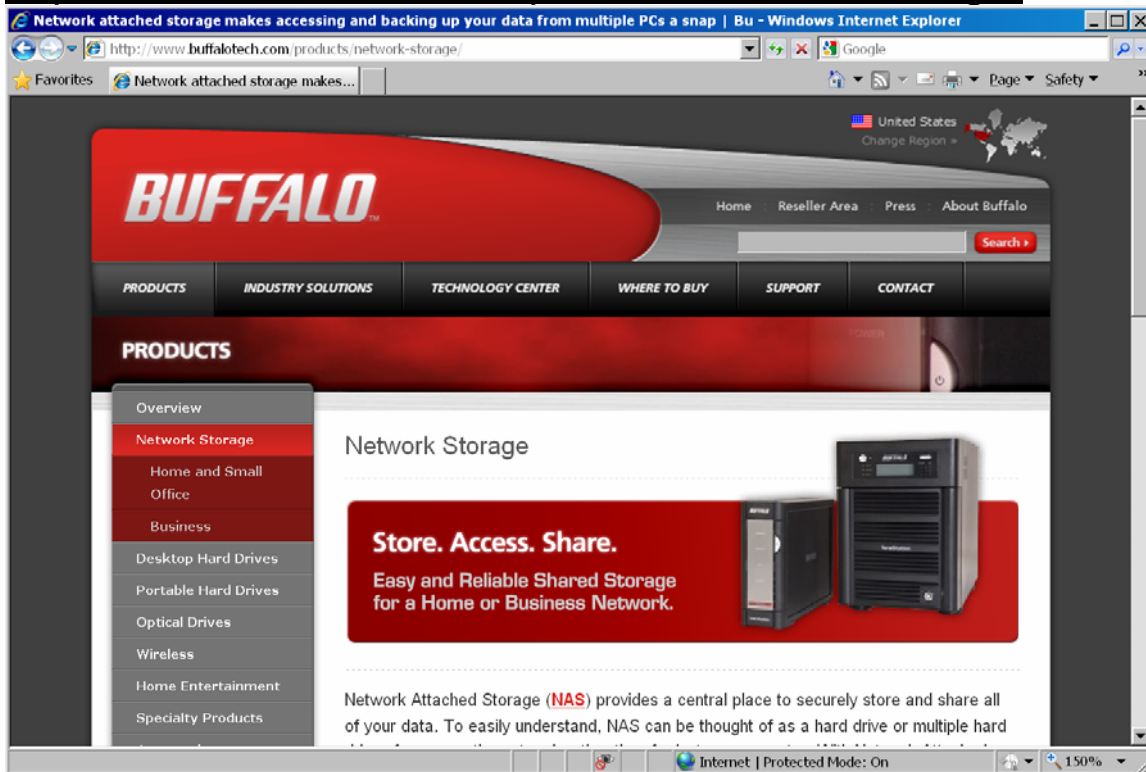 Network attached storage makes accessing and backing up your data from multiple PCs a snap | Bu - Windows Internet Explorer
http://www.buffalotech.com/products/network-storage/
Google
Favorites
Network attached storage makes...
Page
Safety
United States
Change Region »
BUFFALO™
Home
Reseller Area
Press
About Buffalo
Search
PRODUCTS
INDUSTRY SOLUTIONS
TECHNOLOGY CENTER
WHERE TO BUY
SUPPORT
CONTACT
POWER
PRODUCTS
Overview
Network Storage
Home and Small
Office
Business
Desktop Hard Drives
Portable Hard Drives
Optical Drives
Wireless
Home Entertainment
Specialty Products
Network Storage
Store. Access. Share.
Easy and Reliable Shared Storage
for a Home or Business Network.
BUFFALO
BUFFALO
TeraStation
Network Attached Storage (NAS) provides a central place to securely store and share all
of your data. To easily understand, NAS can be thought of as a hard drive or multiple hard
Internet | Protected Mode: On
150%